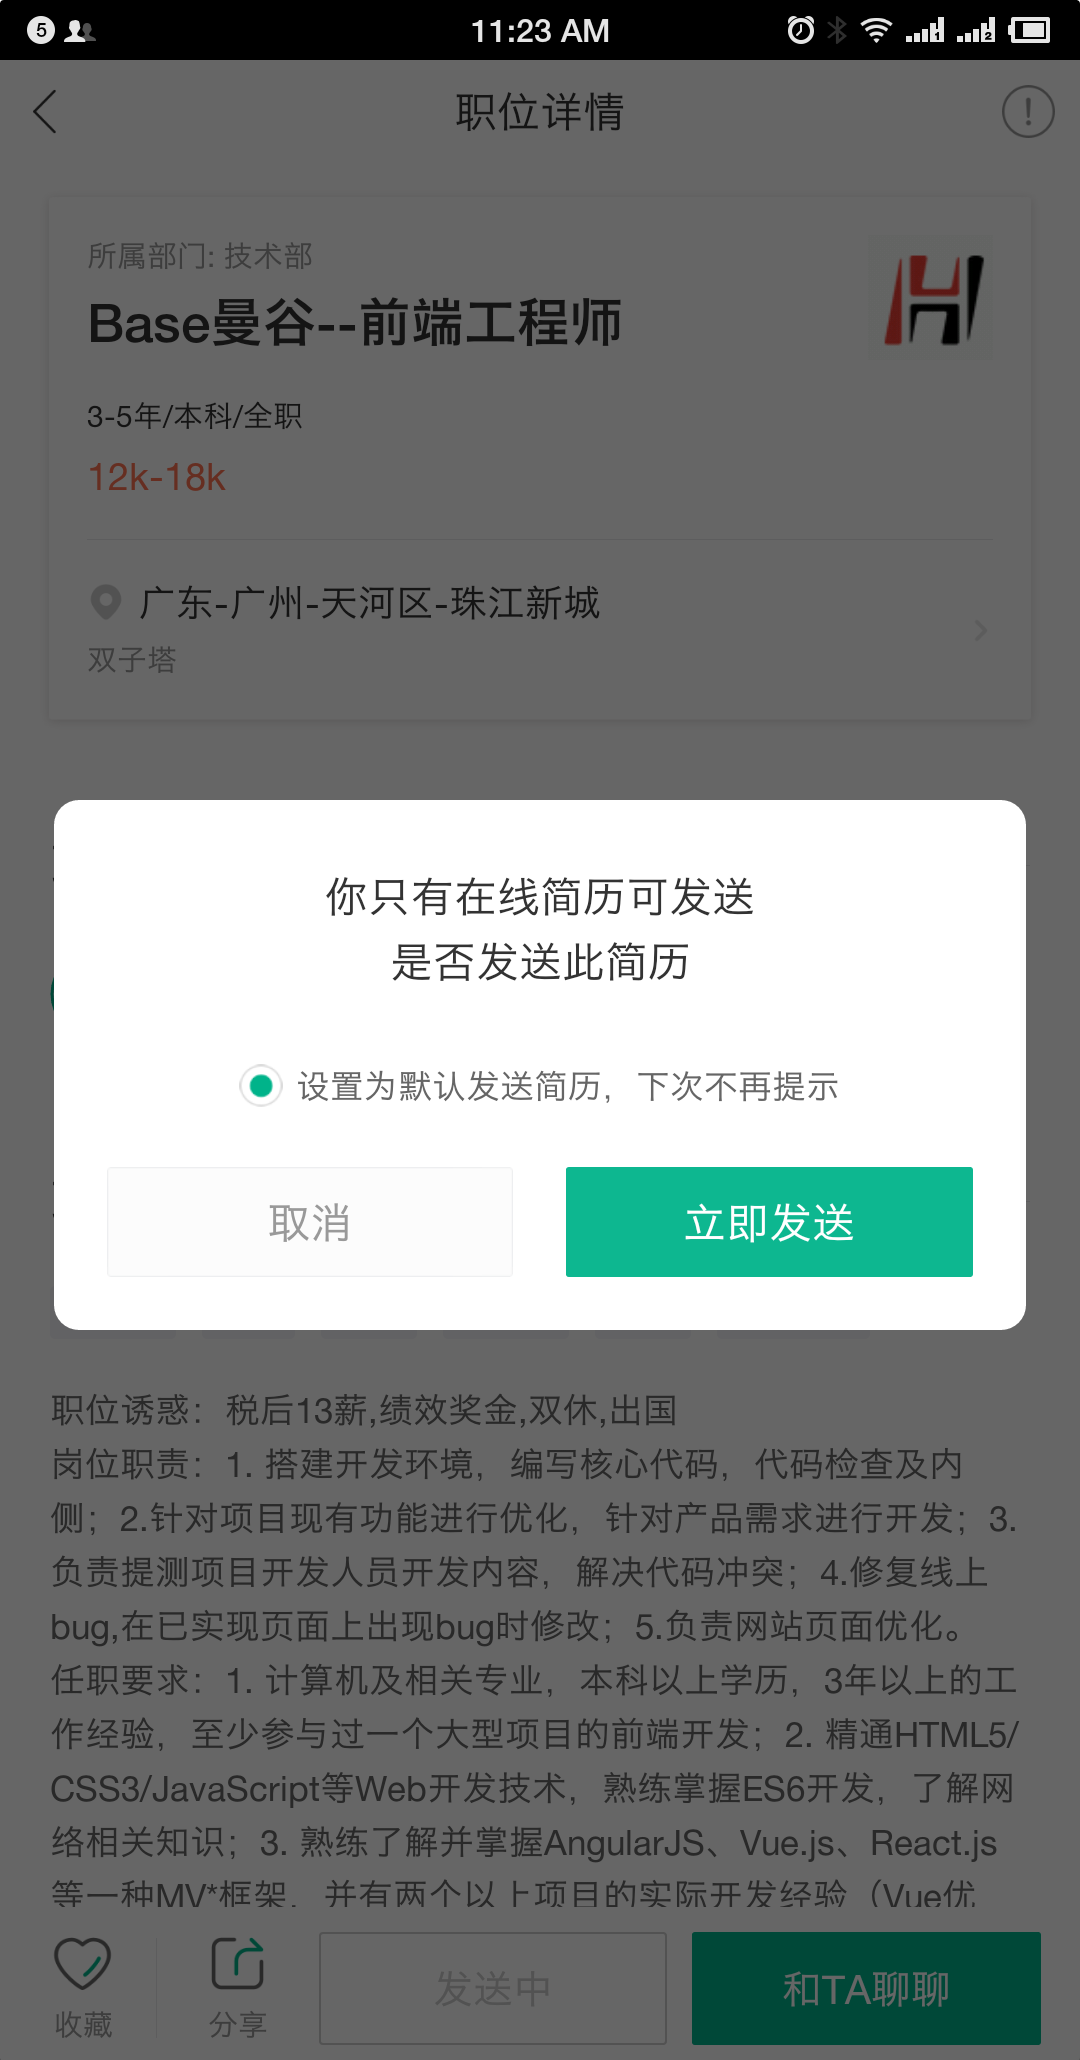 5
11:23 AM
1
2
职位详情
所属部门: 技术部
Base曼谷--前端工程师
3-5年/本科/全职
12k-18k
广东-广州-天河区-珠江新城
双子塔
你只有在线简历可发送
是否发送此简历
设置为默认发送简历，下次不再提示
取消
立即发送
职位诱惑：税后13薪,绩效奖金,双休,出国
岗位职责：1. 搭建开发环境，编写核心代码，代码检查及内
侧；2.针对项目现有功能进行优化，针对产品需求进行开发；3.
负责提测项目开发人员开发内容，解决代码冲突；4.修复线上
bug,在已实现页面上出现bug时修改；5.负责网站页面优化。
任职要求：1. 计算机及相关专业，本科以上学历，3年以上的工
作经验，至少参与过一个大型项目的前端开发；2. 精通HTML5/
CSS3/JavaScript等Web开发技术，熟练掌握ES6开发，了解网
络相关知识；3. 熟练了解并掌握AngularJS、Vue.js、React.js
等一种MV*框架，并有两个以上项目的实际开发经验（Vue优
收藏
分享
发送中
和TA聊聊